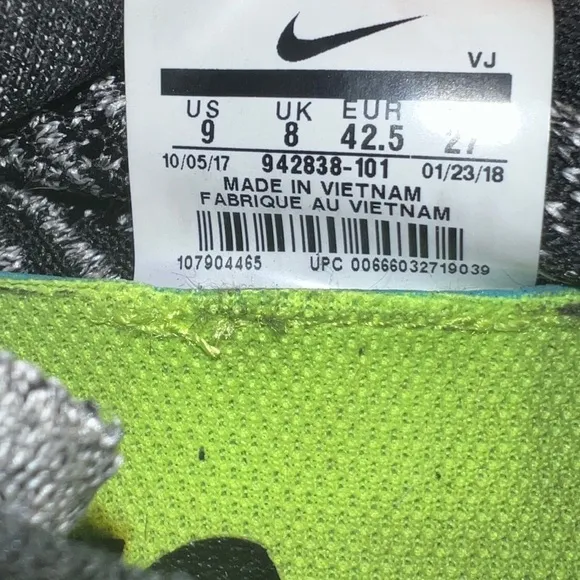 VJ
US UK EUR
9 8 42.5 27
10/05/17 942838-101 01/23/18
MADE IN VIETNAM
FABRIQUE AU VIETNAM
107904465 UPC 00666032719039